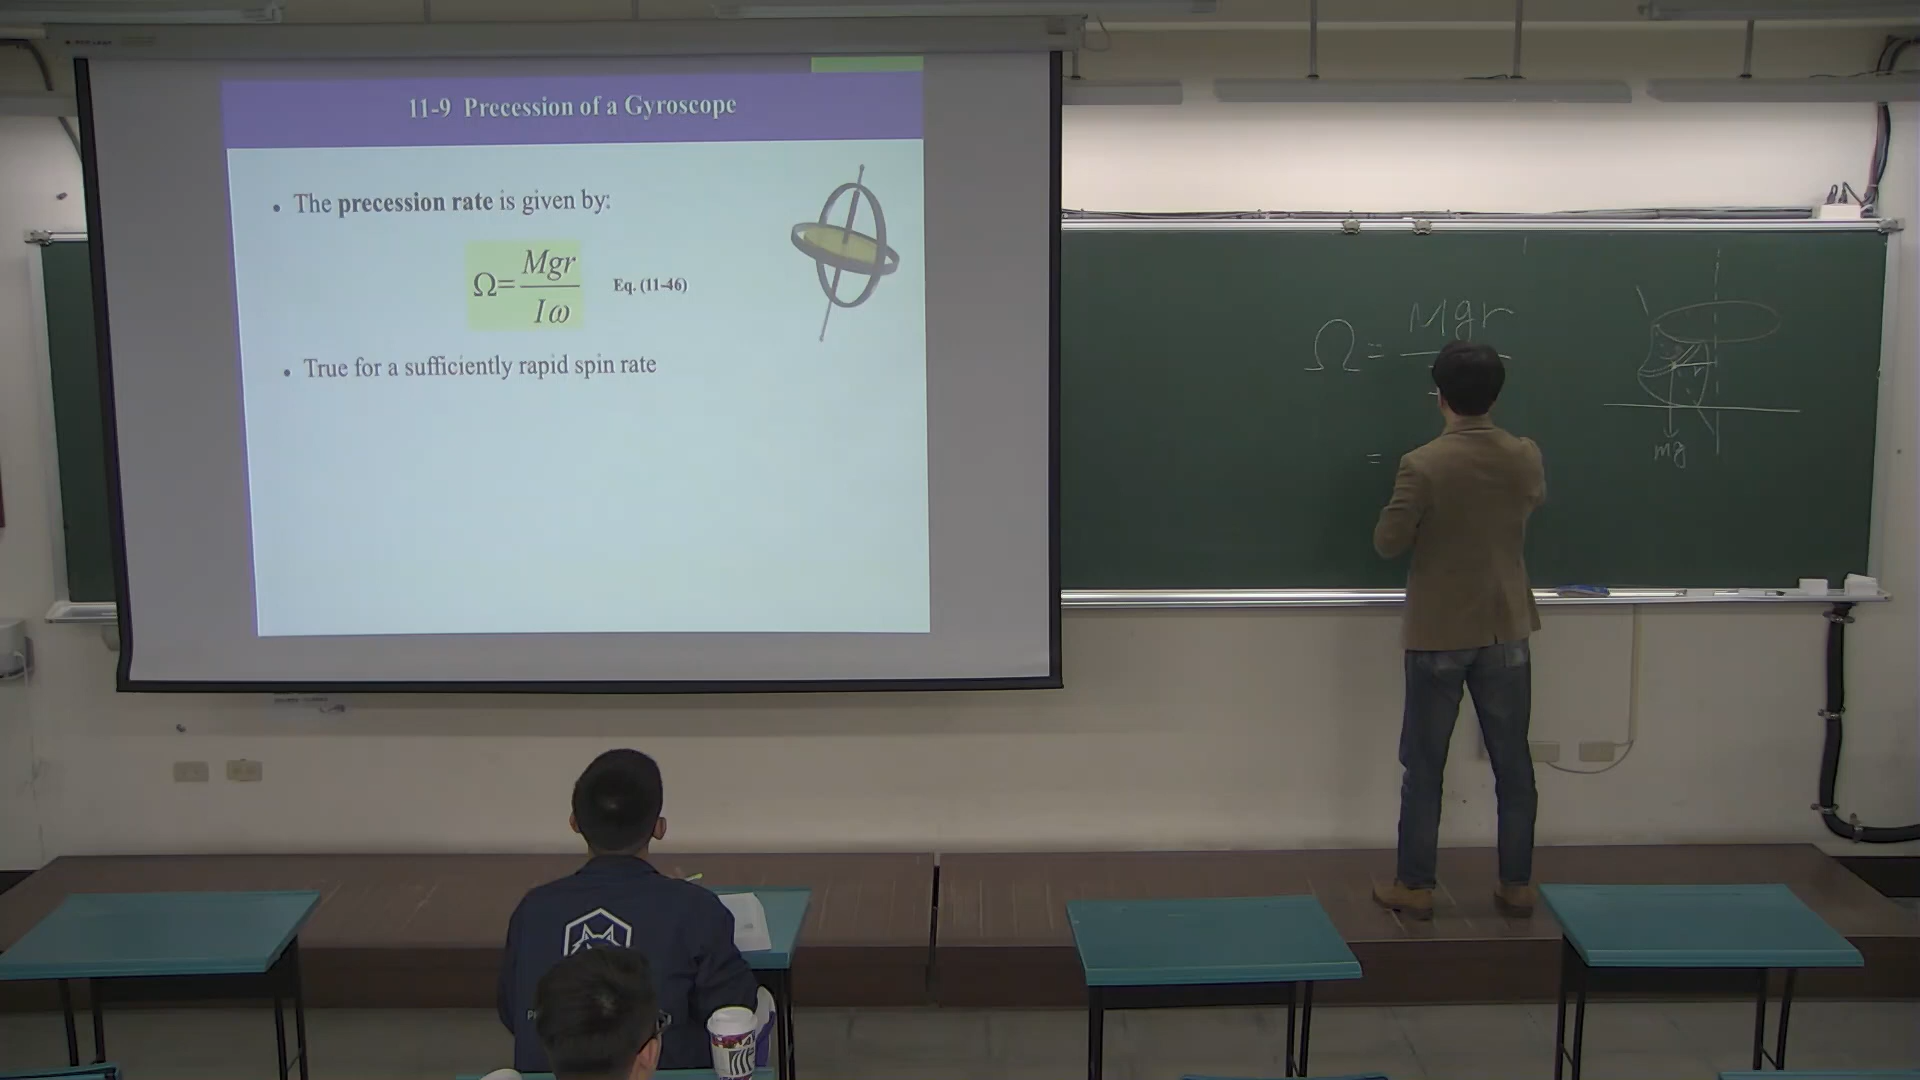 11-9 Precession of a Gyroscope
• The precession rate is given by:
Ω= Mgr / Iω Eq. (11-46)
• True for a sufficiently rapid spin rate
Ω = Mgr
=
mg